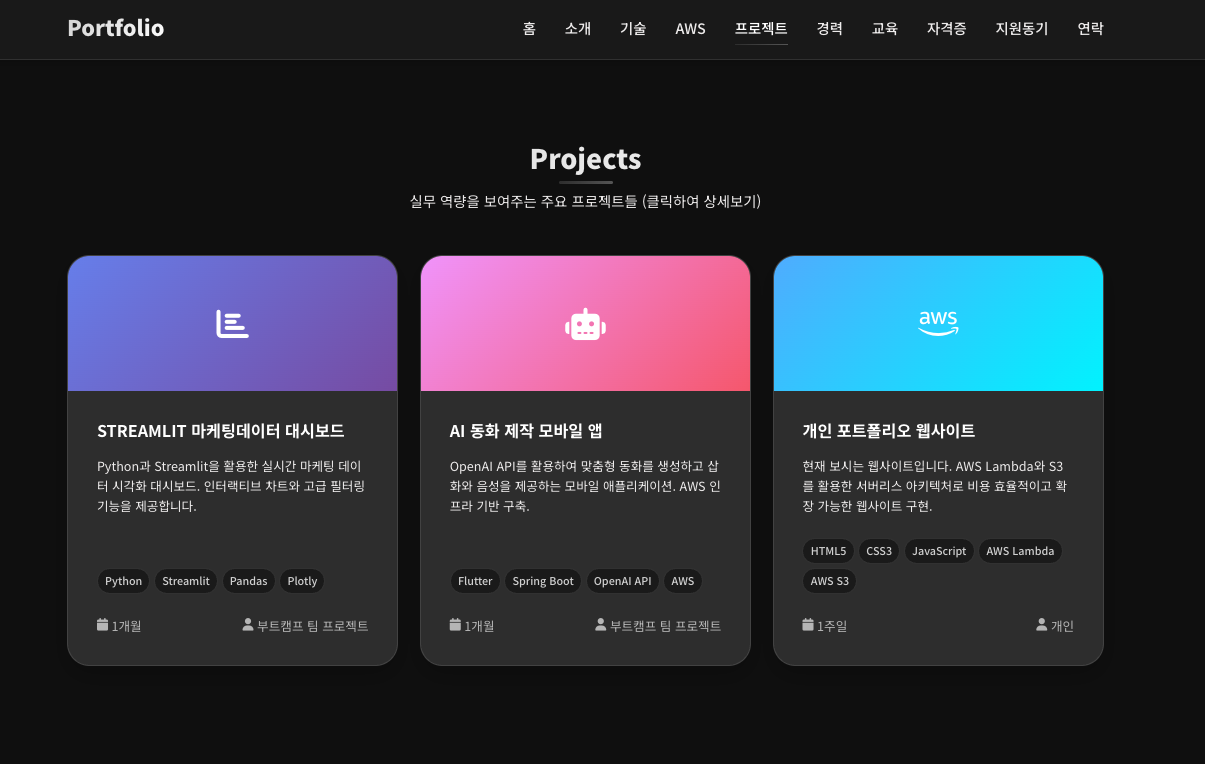 Portfolio
홈 소개 기술 AWS 프로젝트 경력 교육 자격증 지원동기 연락
Projects
실무 역량을 보여주는 주요 프로젝트들 (클릭하여 상세보기)
STREAMLIT 마케팅데이터 대시보드
Python과 Streamlit을 활용한 실시간 마케팅 데이
터 시각화 대시보드. 인터랙티브 차트와 고급 필터링
기능을 제공합니다.
Python Streamlit Pandas Plotly
1개월 부트캠프 팀 프로젝트
AI 동화 제작 모바일 앱
OpenAI API를 활용하여 맞춤형 동화를 생성하고 삽
화와 음성을 제공하는 모바일 애플리케이션. AWS 인
프라 기반 구축.
Flutter Spring Boot OpenAI API AWS
1개월 부트캠프 팀 프로젝트
aws
개인 포트폴리오 웹사이트
현재 보시는 웹사이트입니다. AWS Lambda와 S3
를 활용한 서버리스 아키텍처로 비용 효율적이고 확
장 가능한 웹사이트 구현.
HTML5 CSS3 JavaScript AWS Lambda
AWS S3
1주일 개인